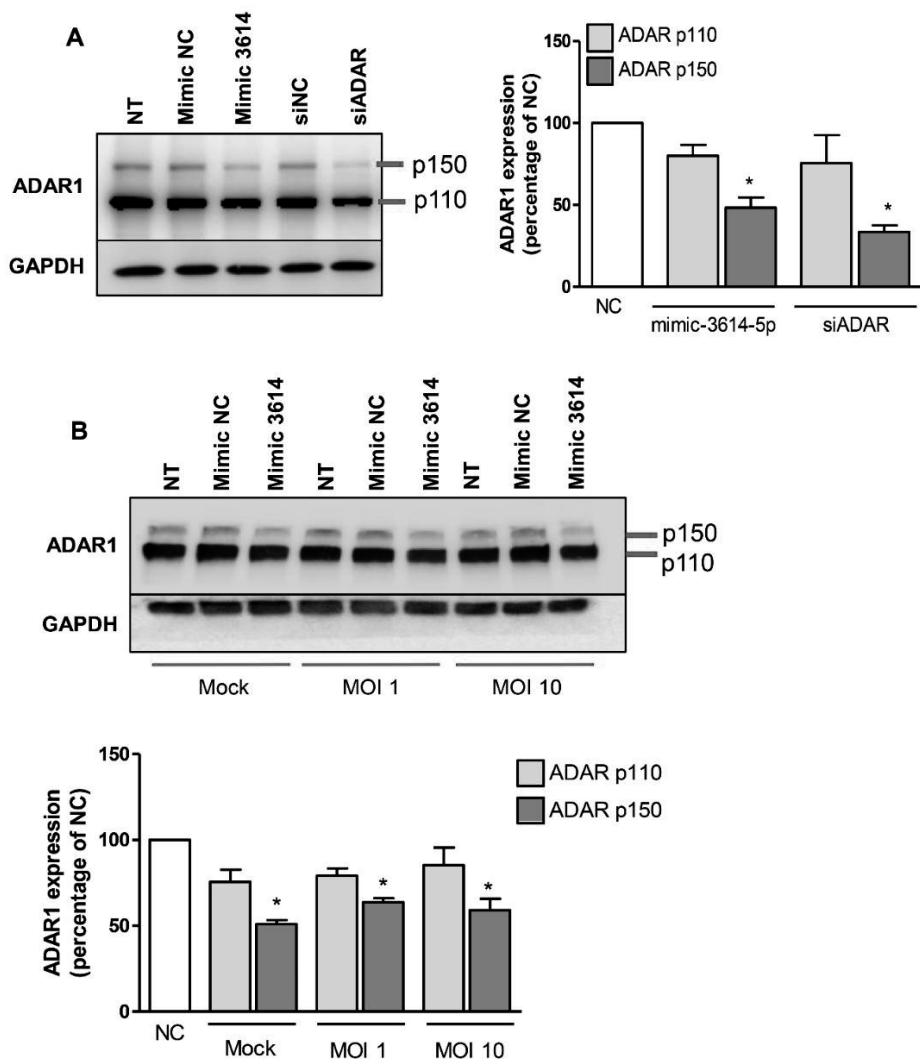 A
NT
Mimic NC
Mimic 3614
siNC
siADAR
ADAR1
p150
p110
GAPDH
ADAR p110
ADAR p150
ADAR1 expression
(percentage of NC)
150
100
50
0
NC
mimic-3614-5p
siADAR
*
*
B
NT
Mimic NC
Mimic 3614
NT
Mimic NC
Mimic 3614
NT
Mimic NC
Mimic 3614
ADAR1
p150
p110
GAPDH
Mock
MOI 1
MOI 10
ADAR1 expression
(percentage of NC)
150
100
50
0
ADAR p110
ADAR p150
*
*
*
NC
Mock
MOI 1
MOI 10